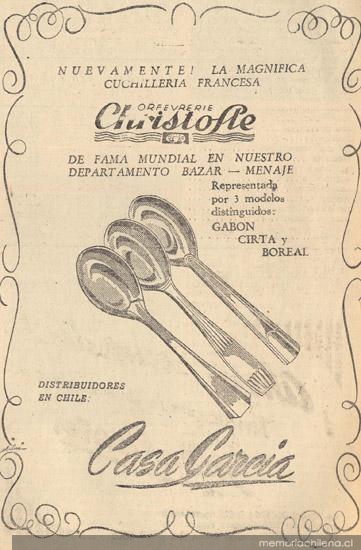 NUEVAMENTE! LA MAGNIFICA
CUCHILLERIA FRANCESA
ORFEVRERIE
Christofle
DE FAMA MUNDIAL EN NUESTRO
DEPARTAMENTO BAZAR — MENAJE
Representada
por 3 modelos
distinguidos:
GABON
CIRTA y
BOREAL
DISTRIBUIDORES
EN CHILE:
Casa Garcia
memoriachilena.cl